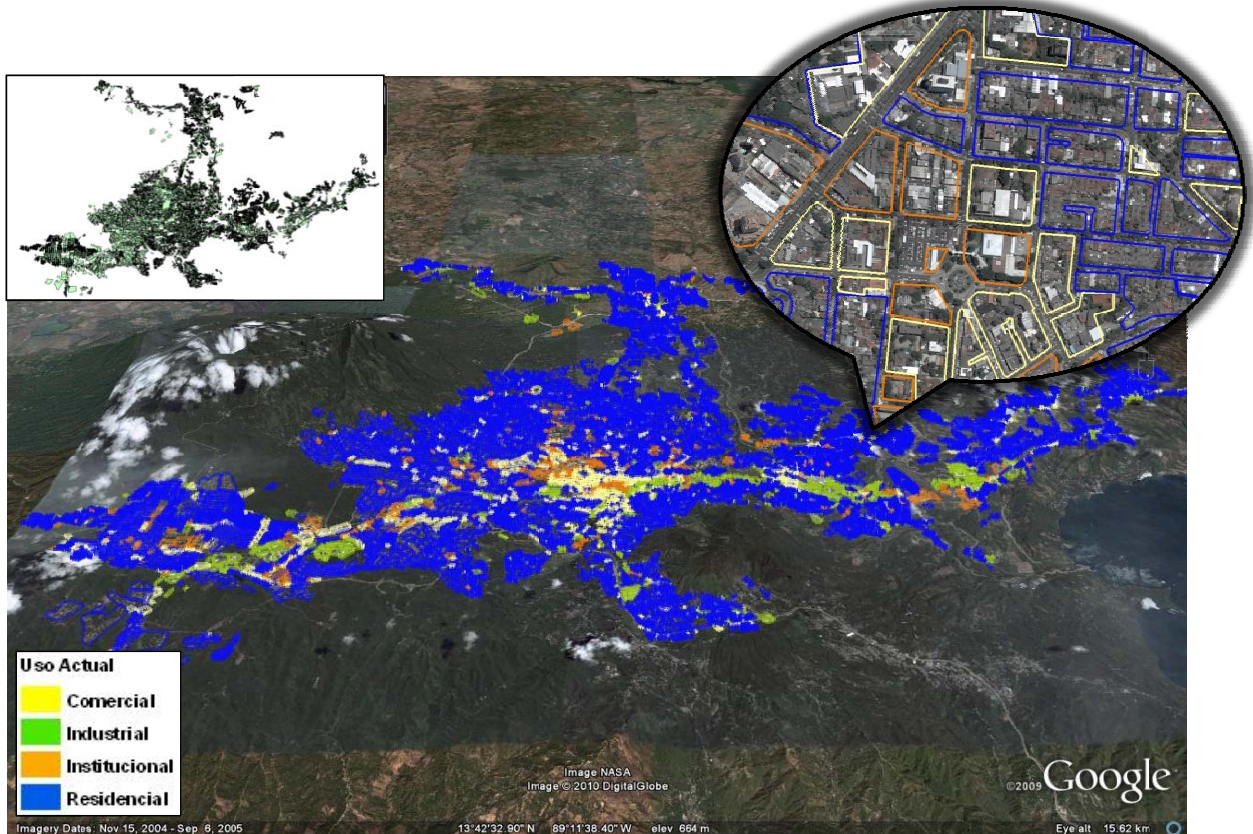 Uso Actual
Comercial
Industrial
Institucional
Residencial
Image NASA
Image © 2010 DigitalGlobe
©2009 Google
Imagery Dates: Nov 15, 2004 - Sep 6, 2005
13°42'32.90" N 89°11'38.40" W elev 664 m
Eye alt 15.62 km